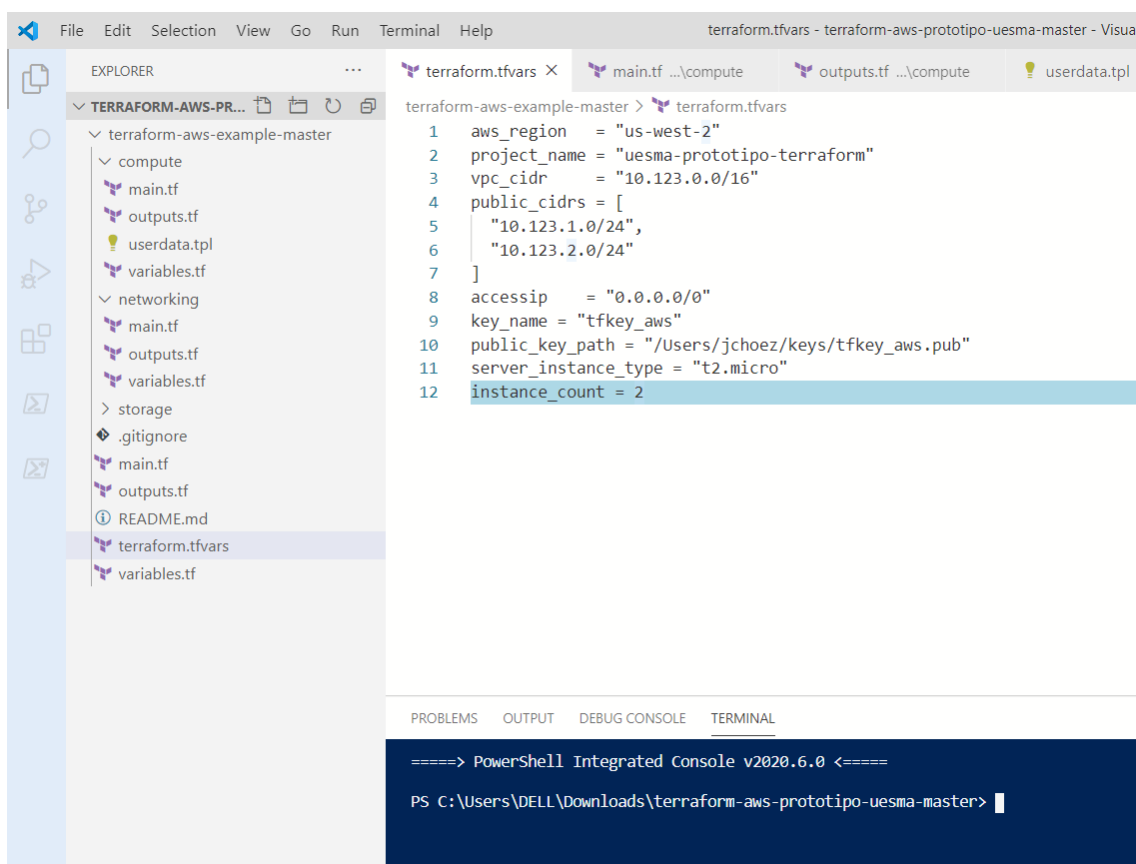 File Edit Selection View Go Run Terminal Help terraform.tfvars - terraform-aws-prototipo-uesma-master - Visua
EXPLORER ...
TERRAFORM-AWS-PR...
terraform-aws-example-master
compute
main.tf
outputs.tf
userdata.tpl
variables.tf
networking
main.tf
outputs.tf
variables.tf
storage
.gitignore
main.tf
outputs.tf
README.md
terraform.tfvars
variables.tf
terraform.tfvars main.tf ...\compute outputs.tf ...\compute userdata.tpl
terraform-aws-example-master > terraform.tfvars
1 aws_region = "us-west-2"
2 project_name = "uesma-prototipo-terraform"
3 vpc_cidr = "10.123.0.0/16"
4 public_cidrs = [
5 "10.123.1.0/24",
6 "10.123.2.0/24"
7 ]
8 accessip = "0.0.0.0/0"
9 key_name = "tfkey_aws"
10 public_key_path = "/Users/jchoez/keys/tfkey_aws.pub"
11 server_instance_type = "t2.micro"
12 instance_count = 2
PROBLEMS OUTPUT DEBUG CONSOLE TERMINAL
=====> PowerShell Integrated Console v2020.6.0 <=====
PS C:\Users\DELL\Downloads\terraform-aws-prototipo-uesma-master>